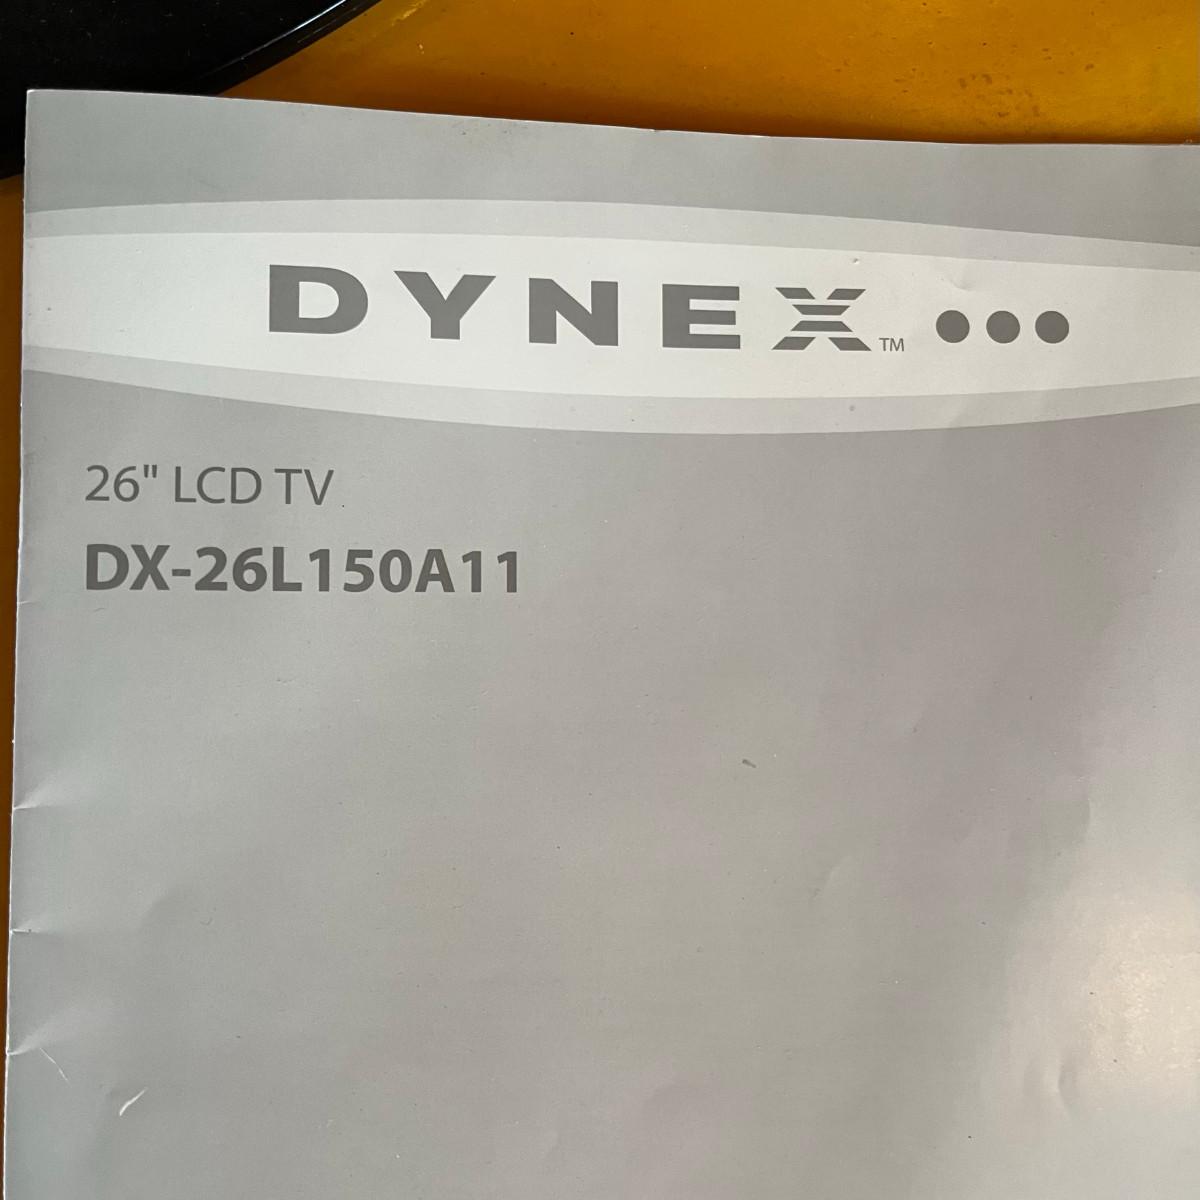 DYNEX™ ●●●
26" LCD TV
DX-26L150A11